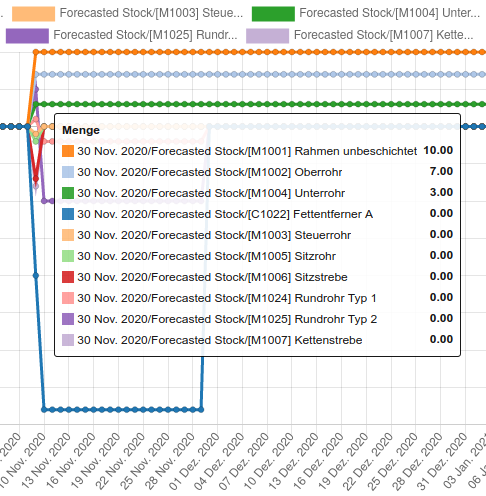 Forecasted Stock/[M1003] Steue...
Forecasted Stock/[M1004] Unter...
Forecasted Stock/[M1025] Rundr...
Forecasted Stock/[M1007] Kette...
Menge
30 Nov. 2020/Forecasted Stock/[M1001] Rahmen unbeschichtet 10.00
30 Nov. 2020/Forecasted Stock/[M1002] Oberrohr 7.00
30 Nov. 2020/Forecasted Stock/[M1004] Unterrohr 3.00
30 Nov. 2020/Forecasted Stock/[C1022] Fettentferner A 0.00
30 Nov. 2020/Forecasted Stock/[M1003] Steuerrohr 0.00
30 Nov. 2020/Forecasted Stock/[M1005] Sitzrohr 0.00
30 Nov. 2020/Forecasted Stock/[M1006] Sitzstrebe 0.00
30 Nov. 2020/Forecasted Stock/[M1024] Rundrohr Typ 1 0.00
30 Nov. 2020/Forecasted Stock/[M1025] Rundrohr Typ 2 0.00
30 Nov. 2020/Forecasted Stock/[M1007] Kettenstrebe 0.00
2020
10 Nov. 2020
13 Nov. 2020
16 Nov. 2020
19 Nov. 2020
22 Nov. 2020
25 Nov. 2020
28 Nov. 2020
01 Dez. 2020
04 Dez. 2020
07 Dez. 2020
10 Dez. 2020
13 Dez. 2020
16 Dez. 2020
19 Dez. 2020
22 Dez. 2020
25 Dez. 2020
28 Dez. 2020
31 Dez. 2020
03 Jan.
06